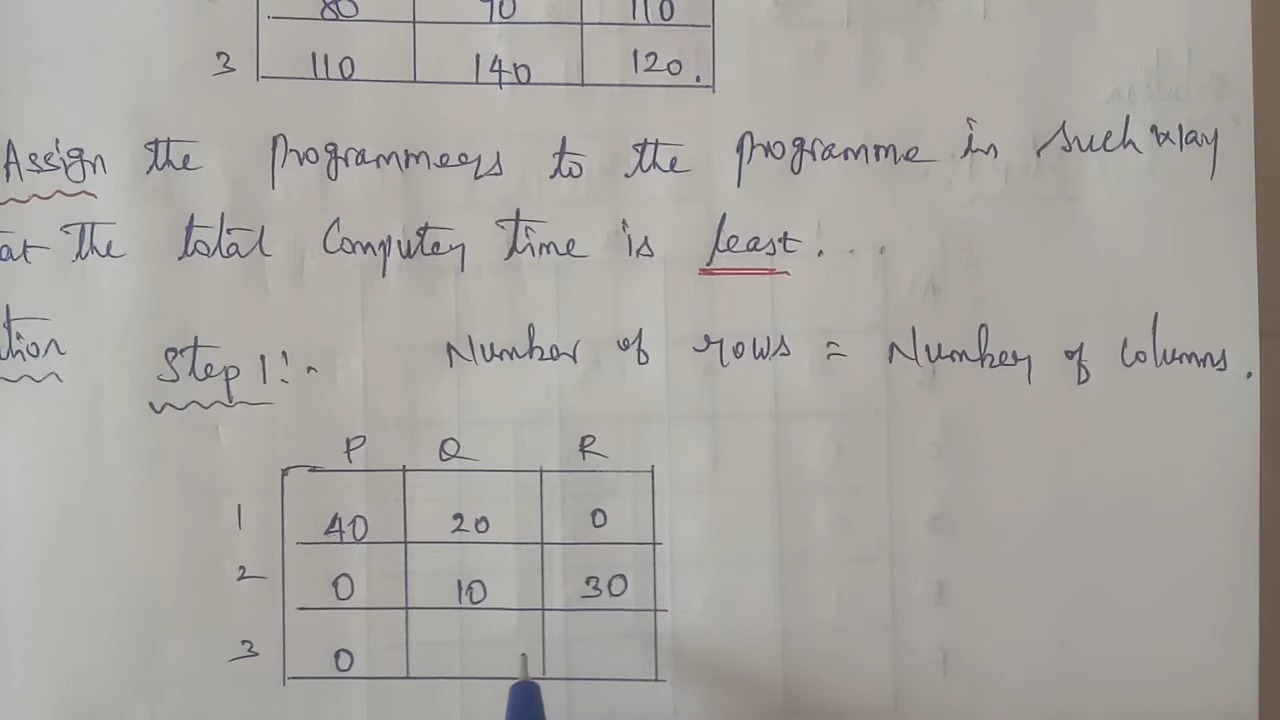 80 90 110
3 110 140 120.
Assign the Programmers to the programme in such way
at the total Computer time is least.
tion Step 1:- Number of rows = Number of columns.
P Q R
1 40 20 0
2 0 10 30
3 0